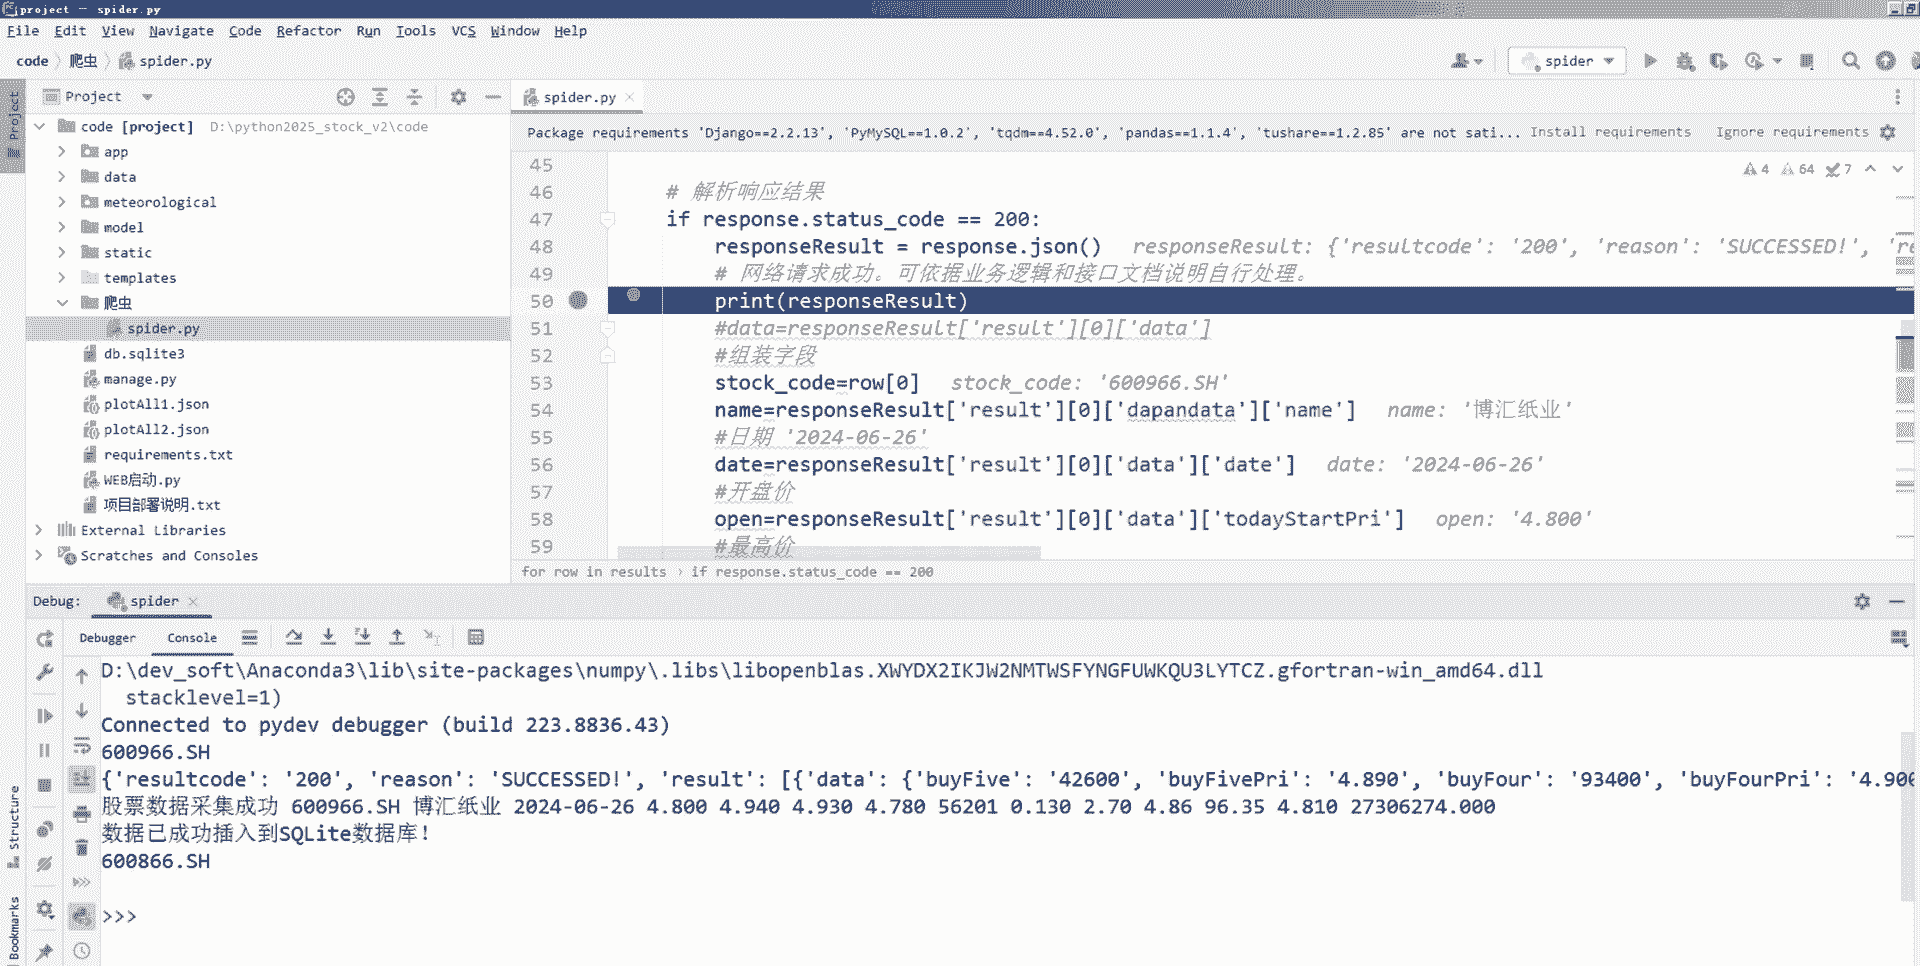 project – spider.py
File Edit View Navigate Code Refactor Run Tools VCS Window Help
code 爬虫 spider.py
spider
Project
Project
spider.py
code [project] D:\python2025_stock_v2\code
app
data
meteorological
model
static
templates
爬虫
spider.py
db.sqlite3
manage.py
plotAll1.json
plotAll2.json
requirements.txt
WEB启动.py
项目部署说明.txt
External Libraries
Scratches and Consoles
Package requirements 'Django==2.2.13', 'PyMySQL==1.0.2', 'tqdm==4.52.0', 'pandas==1.1.4', 'tushare==1.2.85' are not sati... Install requirements Ignore requirements
4 64 7
45
46 # 解析响应结果
47 if response.status_code == 200:
48 responseResult = response.json() responseResult: {'resultcode': '200', 'reason': 'SUCCESSED!', 're
49 # 网络请求成功。可依据业务逻辑和接口文档说明自行处理。
50 print(responseResult)
51 #data=responseResult['result'][0]['data']
52 #组装字段
53 stock_code=row[0] stock_code: '600966.SH'
54 name=responseResult['result'][0]['dapandata']['name'] name: '博汇纸业'
55 #日期 '2024-06-26'
56 date=responseResult['result'][0]['data']['date'] date: '2024-06-26'
57 #开盘价
58 open=responseResult['result'][0]['data']['todayStartPri'] open: '4.800'
59 #最高价
for row in results › if response.status_code == 200
Debug: spider
Debugger Console
D:\dev_soft\Anaconda3\lib\site-packages\numpy\.libs\libopenblas.XWYDX2IKJW2NMTWSFYNGFUWKQU3LYTCZ.gfortran-win_amd64.dll
stacklevel=1)
Connected to pydev debugger (build 223.8836.43)
600966.SH
{'resultcode': '200', 'reason': 'SUCCESSED!', 'result': [{'data': {'buyFive': '42600', 'buyFivePri': '4.890', 'buyFour': '93400', 'buyFourPri': '4.900
股票数据采集成功 600966.SH 博汇纸业 2024-06-26 4.800 4.940 4.930 4.780 56201 0.130 2.70 4.86 96.35 4.810 27306274.000
数据已成功插入到SQLite数据库!
600866.SH
>>>
Structure
Bookmarks